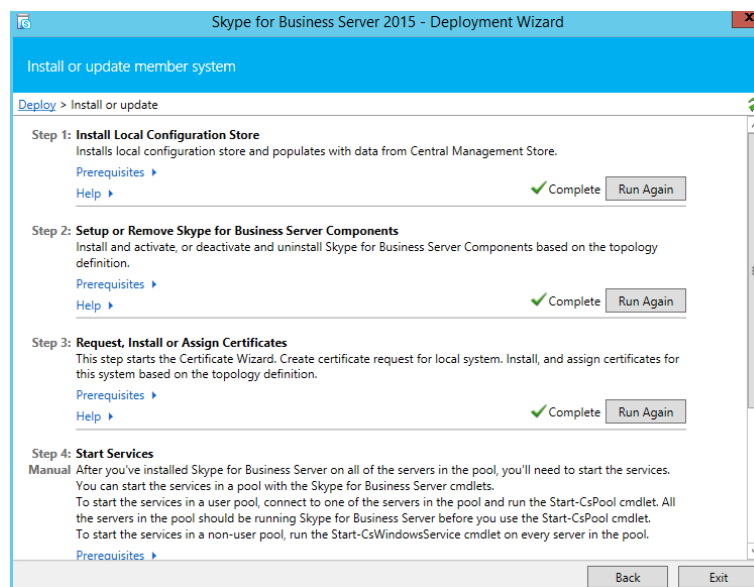 Skype for Business Server 2015 - Deployment Wizard
Install or update member system
Deploy > Install or update
Step 1: Install Local Configuration Store
Installs local configuration store and populates with data from Central Management Store.
Prerequisites
Help
Complete Run Again
Step 2: Setup or Remove Skype for Business Server Components
Install and activate, or deactivate and uninstall Skype for Business Server Components based on the topology
definition.
Prerequisites
Help
Complete Run Again
Step 3: Request, Install or Assign Certificates
This step starts the Certificate Wizard. Create certificate request for local system. Install, and assign certificates for
this system based on the topology definition.
Prerequisites
Help
Complete Run Again
Step 4: Start Services
Manual After you've installed Skype for Business Server on all of the servers in the pool, you'll need to start the services.
You can start the services in a pool with the Skype for Business Server cmdlets.
To start the services in a user pool, connect to one of the servers in the pool and run the Start-CsPool cmdlet. All
the servers in the pool should be running Skype for Business Server before you use the Start-CsPool cmdlet.
To start the services in a non-user pool, run the Start-CsWindowsService cmdlet on every server in the pool.
Prerequisites
Back Exit